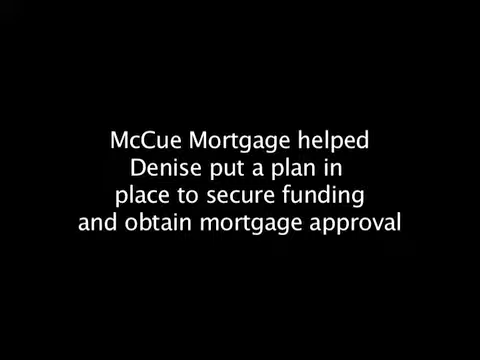 McCue Mortgage helped
Denise put a plan in
place to secure funding
and obtain mortgage approval